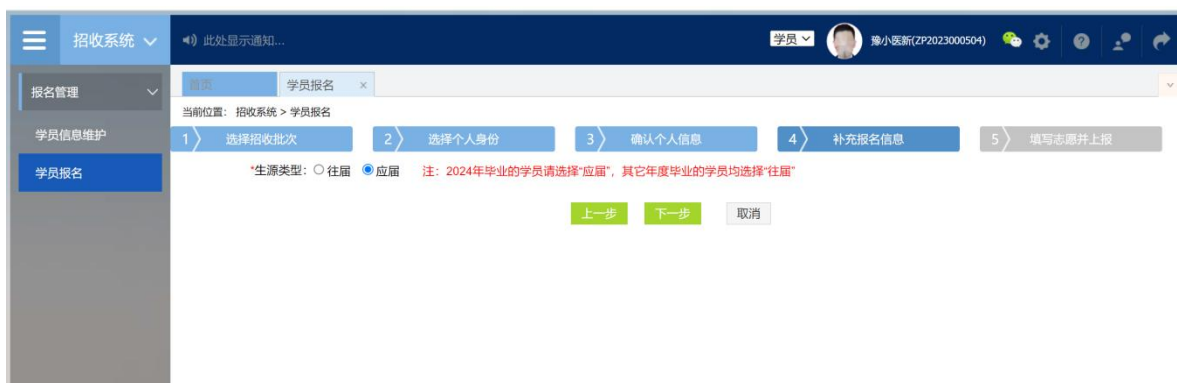 招收系统
此处显示通知...
学员
豫小医新(ZP2023000504)
报名管理
首页
学员报名 ×
当前位置： 招收系统 > 学员报名
学员信息维护
学员报名
1 选择招收批次
2 选择个人身份
3 确认个人信息
4 补充报名信息
5 填写志愿并上报
*生源类型： 往届 应届 注：2024年毕业的学员请选择“应届”，其它年度毕业的学员均选择“往届”
上一步 下一步 取消